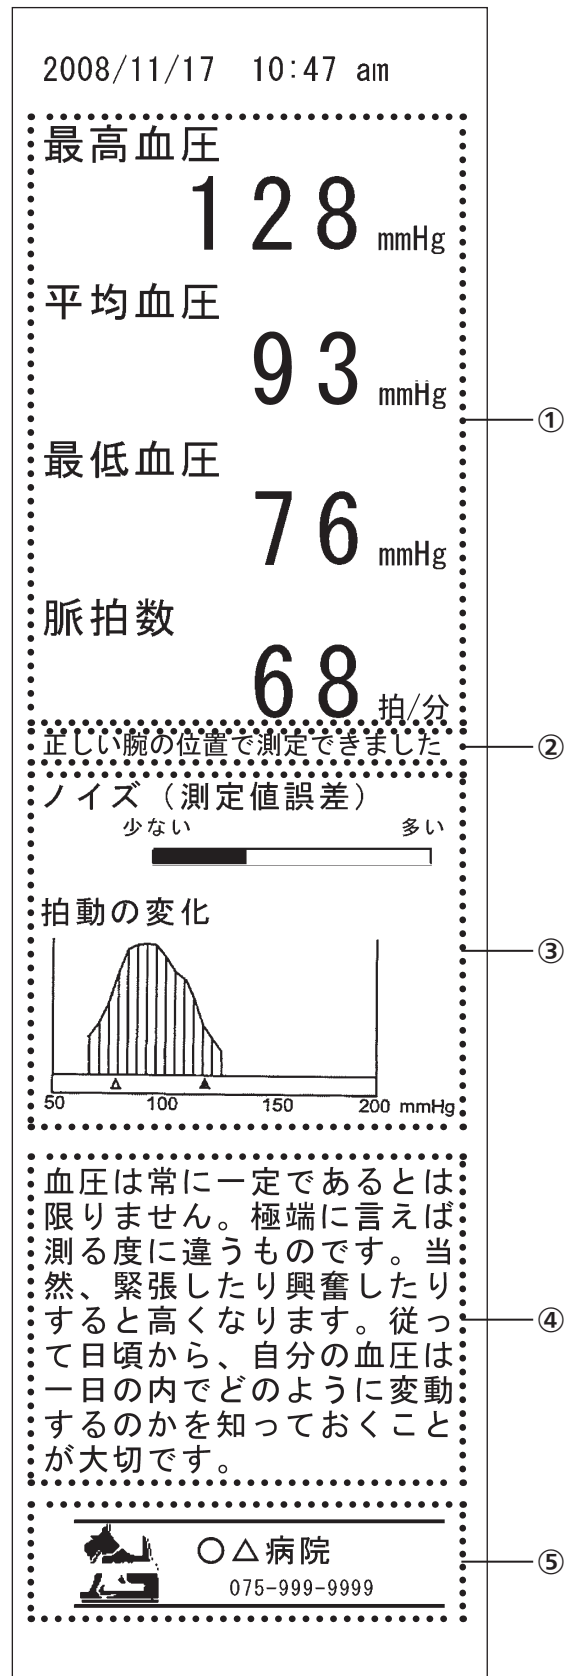 2008/11/17 10:47 am
最高血圧
128 mmHg
平均血圧
93 mmHg
①
最低血圧
76 mmHg
脈拍数
68 拍/分
正しい腕の位置で測定できました
②
ノイズ（測定値誤差）
少ない 多い
拍動の変化
③
50 100 150 200 mmHg
血圧は常に一定であるとは
限りません。極端に言えば
測る度に違うものです。当
然、緊張したり興奮したり
すると高くなります。従っ
④
て日頃から、自分の血圧は
一日の内でどのように変動
するのかを知っておくこと
が大切です。
○△病院
⑤
075-999-9999